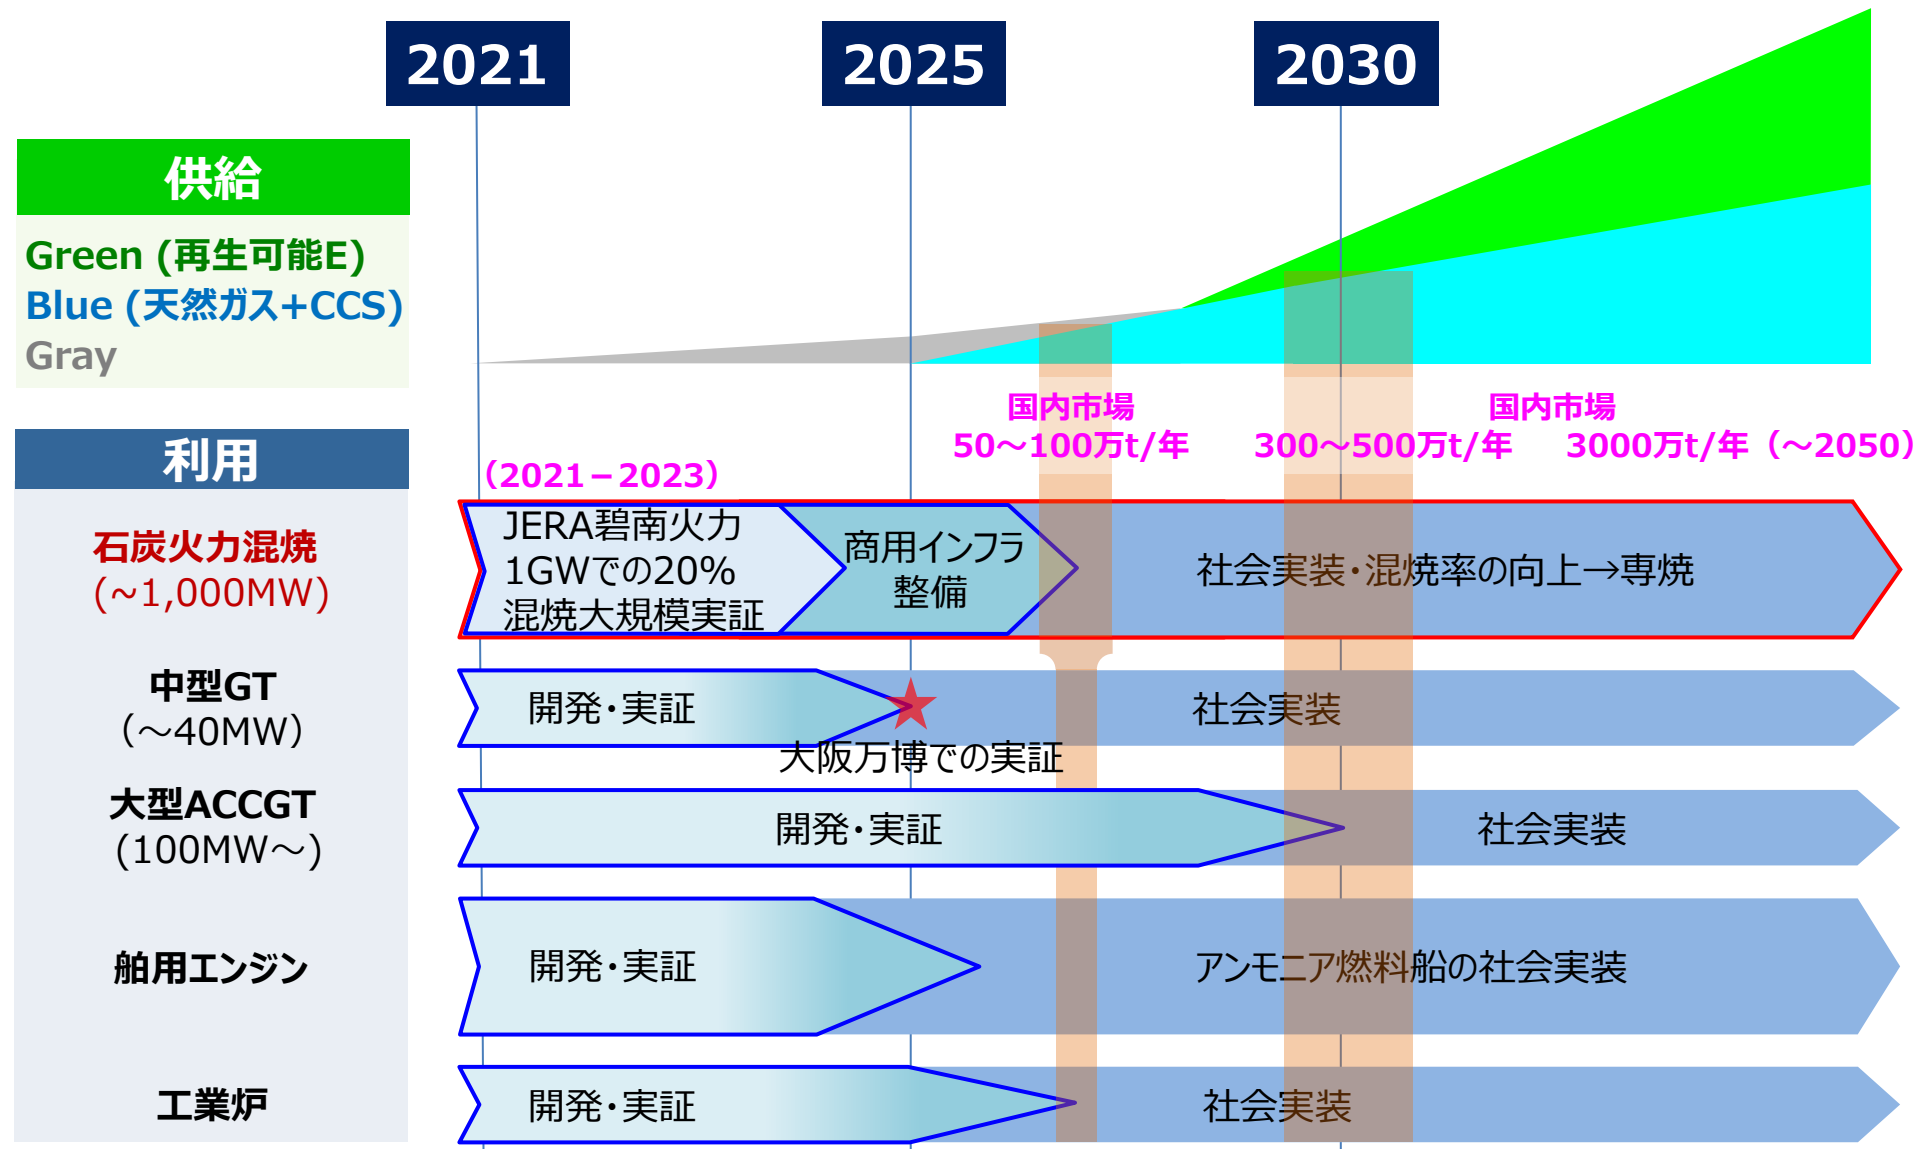 2021
2025
2030
供給
Green (再生可能E)
Blue (天然ガス+CCS)
Gray
国内市場
50～100万t/年
300～500万t/年
国内市場
3000万t/年（～2050）
利用
（2021－2023）
石炭火力混焼
(~1,000MW)
JERA碧南火力
1GWでの20%
混焼大規模実証
商用インフラ
整備
社会実装・混焼率の向上→専焼
中型GT
（～40MW）
開発・実証
社会実装
大阪万博での実証
大型ACCGT
(100MW～)
開発・実証
社会実装
舶用エンジン
開発・実証
アンモニア燃料船の社会実装
工業炉
開発・実証
社会実装